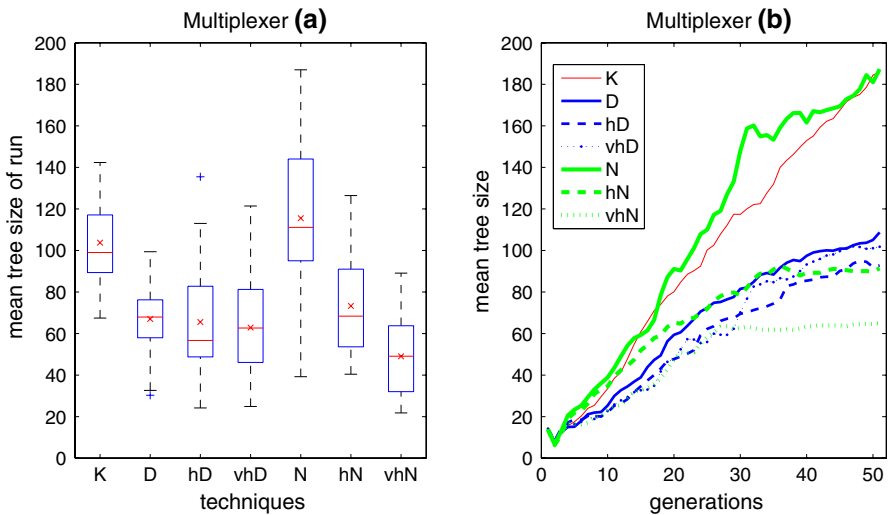 Multiplexer (a)
mean tree size of run
200
180
160
140
120
100
80
60
40
20
0
K D hD vhD N hN vhN
techniques
Multiplexer (b)
mean tree size
200
180
160
140
120
100
80
60
40
20
0
K
D
hD
vhD
N
hN
vhN
0 10 20 30 40 50
generations